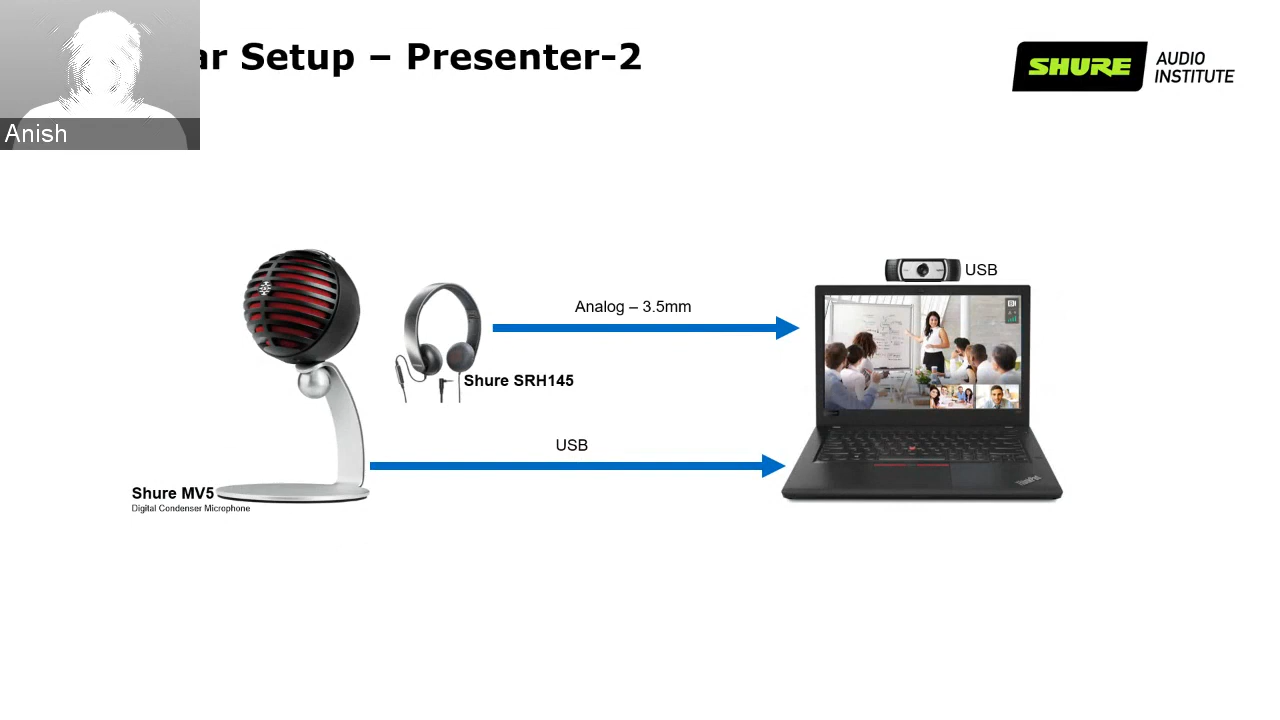 ar Setup – Presenter-2
SHURE
AUDIO
INSTITUTE
Anish
USB
Analog – 3.5mm
Shure SRH145
USB
Shure MV5
Digital Condenser Microphone
ThinkPad